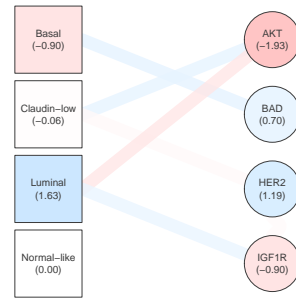 Basal
(−0.90)
Claudin−low
(−0.06)
Luminal
(1.63)
Normal−like
(0.00)
AKT
(−1.93)
BAD
(0.70)
HER2
(1.19)
IGF1R
(−0.90)